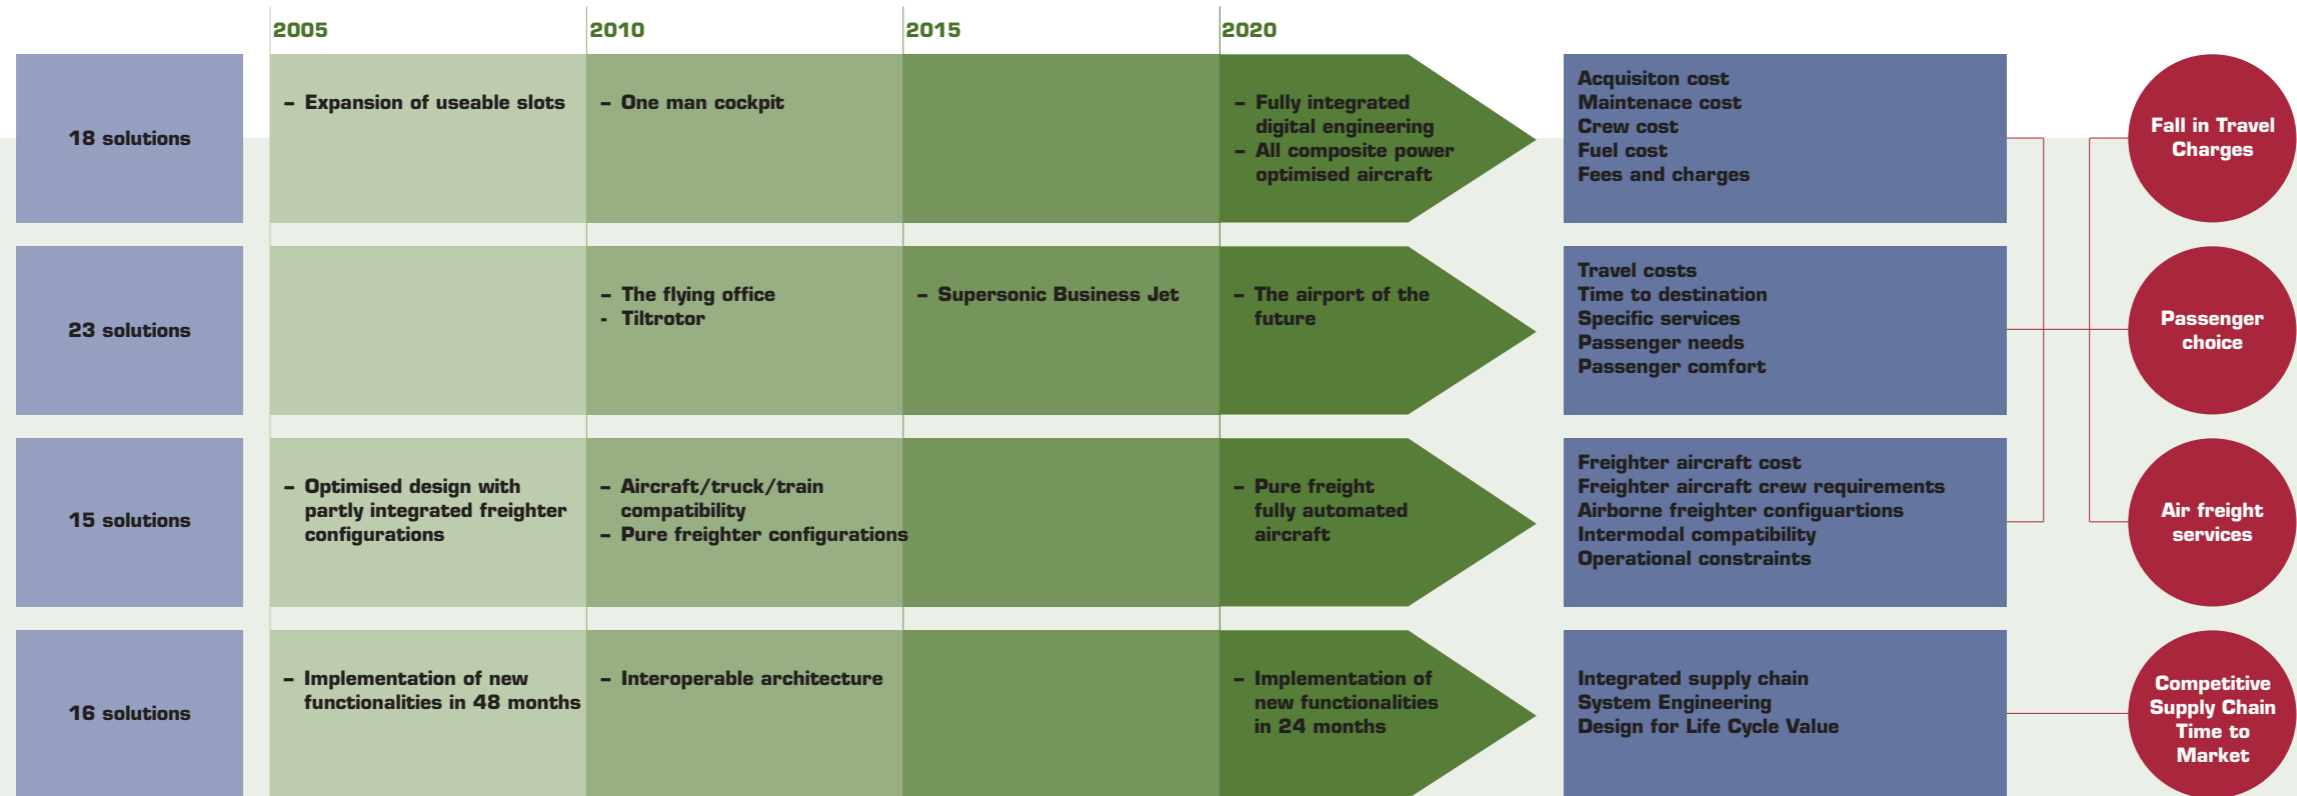 2005
2010
2015
2020
18 solutions
– Expansion of useable slots
– One man cockpit
– Fully integrated
digital engineering
– All composite power
optimised aircraft
Acquisiton cost
Maintenace cost
Crew cost
Fuel cost
Fees and charges
Fall in Travel
Charges
23 solutions
– The flying office
- Tiltrotor
– Supersonic Business Jet
– The airport of the
future
Travel costs
Time to destination
Specific services
Passenger needs
Passenger comfort
Passenger
choice
15 solutions
– Optimised design with
partly integrated freighter
configurations
– Aircraft/truck/train
compatibility
– Pure freighter configurations
– Pure freight
fully automated
aircraft
Freighter aircraft cost
Freighter aircraft crew requirements
Airborne freighter configuartions
Intermodal compatibility
Operational constraints
Air freight
services
16 solutions
– Implementation of new
functionalities in 48 months
– Interoperable architecture
– Implementation of
new functionalities
in 24 months
Integrated supply chain
System Engineering
Design for Life Cycle Value
Competitive
Supply Chain
Time to
Market